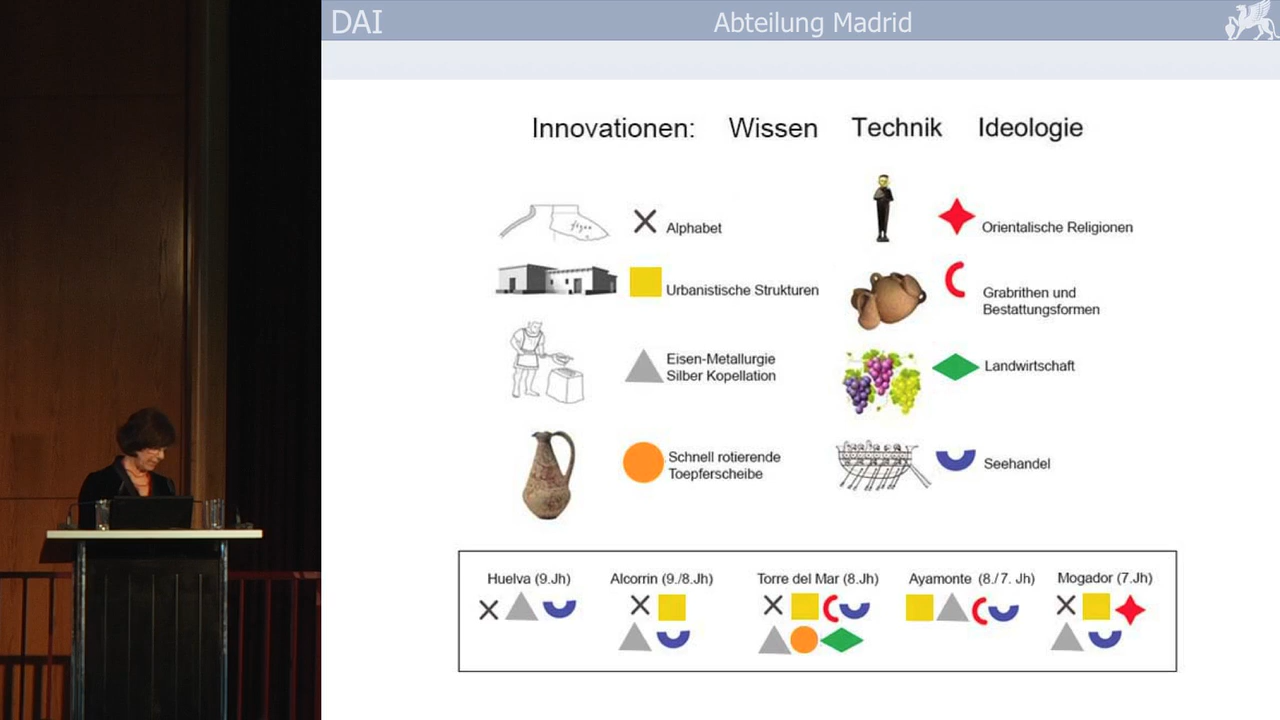 DAI
Abteilung Madrid
Innovationen: Wissen Technik Ideologie
Alphabet
Orientalische Religionen
Urbanistische Strukturen
Grabrithen und
Bestattungsformen
Eisen-Metallurgie
Silber Kopellation
Landwirtschaft
Schnell rotierende
Toepferscheibe
Seehandel
Huelva (9.Jh)
Alcorrin (9./8.Jh)
Torre del Mar (8.Jh)
Ayamonte (8./7. Jh)
Mogador (7.Jh)